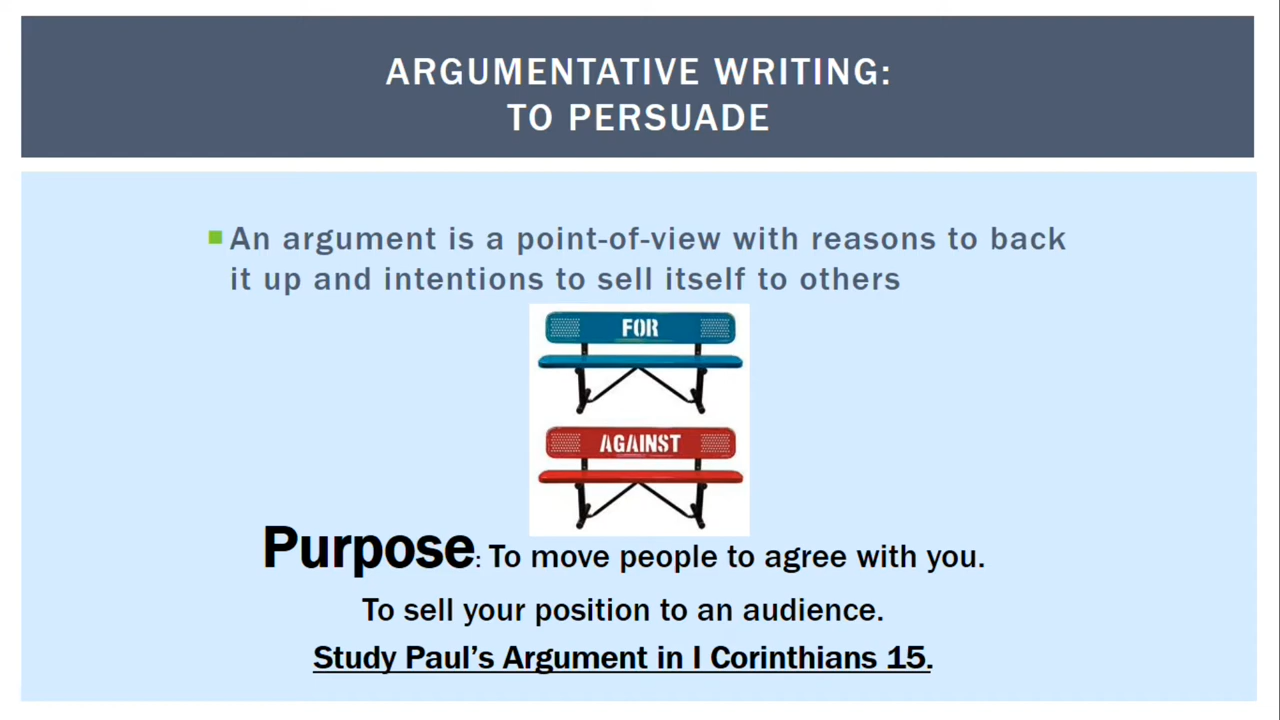 ARGUMENTATIVE WRITING:
TO PERSUADE
An argument is a point-of-view with reasons to back
it up and intentions to sell itself to others
FOR
AGAINST
Purpose: To move people to agree with you.
To sell your position to an audience.
Study Paul's Argument in I Corinthians 15.